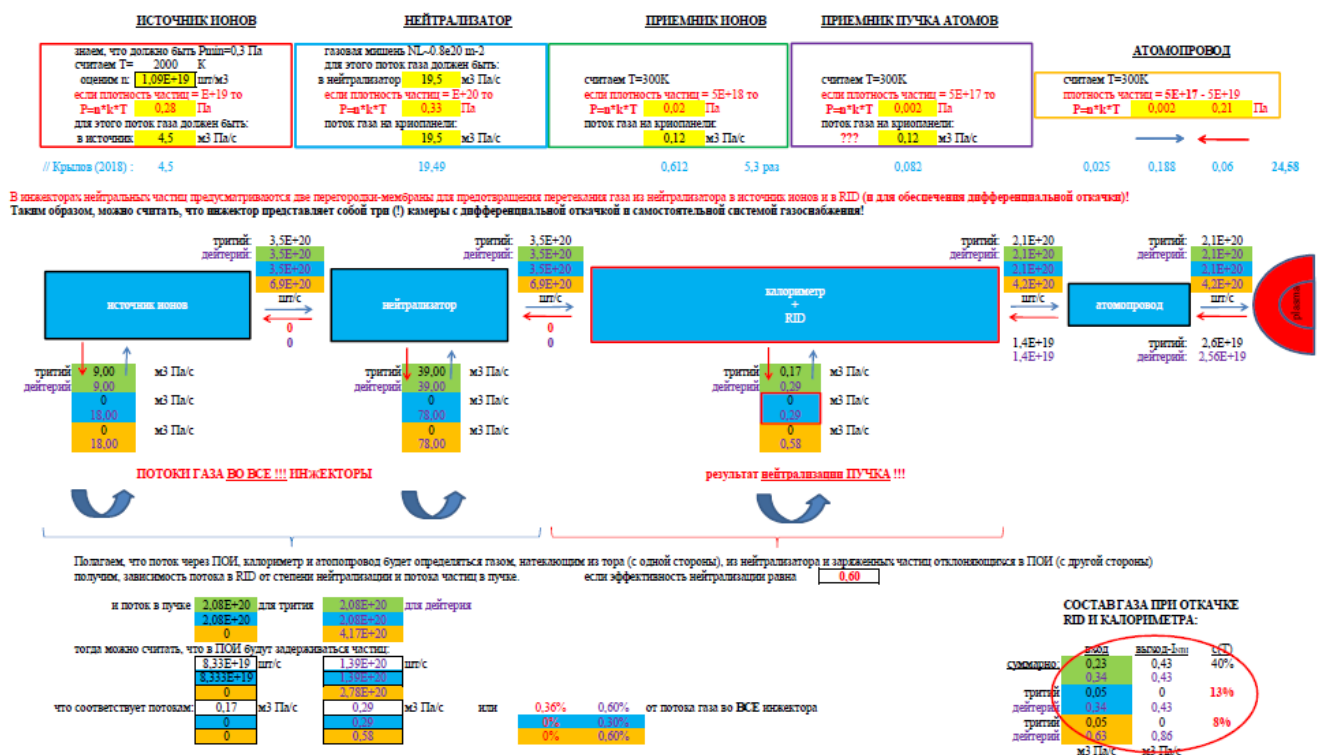 ИСТОЧНИК ИОНОВ
знаем, что должно быть Pmin=0,3 Па
считаем T= 2000 K
оценим n: 1,09E+19 шт/м3
если плотность частиц = E+19 то
P=n*k*T 0,28 Па
для этого поток газа должен быть:
в источник 4,5 м3 Па/с
НЕЙТРАЛИЗАТОР
газовая мишень NL~0.8e20 m-2
для этого поток газа должен быть:
в нейтрализатор 19,5 м3 Па/с
если плотность частиц = E+20 то
P=n*k*T 0,33 Па
поток газа на криопанели:
19,5 м3 Па/с
ПРИЕМНИК ИОНОВ
считаем T=300K
если плотность частиц = 5E+18 то
P=n*k*T 0,02 Па
поток газа на криопанели:
0,12 м3 Па/с
ПРИЕМНИК ПУЧКА АТОМОВ
считаем T=300K
если плотность частиц = 5E+17 то
P=n*k*T 0,002 Па
поток газа на криопанели:
??? 0,12 м3 Па/с
АТОМОПРОВОД
считаем T=300K
плотность частиц = 5E+17 - 5E+19
P=n*k*T 0,002 0,21 Па
// Крылов (2018) : 4,5 19,49 0,612 5,3 раз 0,082 0,025 0,188 0,06 24,58
В инжекторах нейтральных частиц предусматриваются две перегородки-мембраны для предотвращения перетекания газа из нейтрализатора в источник ионов и в RID (и для обеспечения дифференциальной откачки)!
Таким образом, можно считать, что инжектор представляет собой три (!) камеры с дифференциальной откачкой и самостоятельной системой газоснабжения!
тритий: 3,5E+20 тритий: 3,5E+20 тритий: 2,1E+20 тритий: 2,1E+20
дейтерий: 3,5E+20 дейтерий: 3,5E+20 дейтерий: 2,1E+20 дейтерий: 2,1E+20
3,5E+20 3,5E+20 2,1E+20 2,1E+20
6,9E+20 6,9E+20 4,2E+20 4,2E+20
шт/с шт/с шт/с шт/с
источник ионов
нейтрализатор
калориметр
+
RID
атомопровод
plasma
0 0
0 0
1,4E+19 тритий: 2,6E+19
1,4E+19 дейтерий: 2,56E+19
тритий 9,00 м3 Па/с тритий 39,00 м3 Па/с тритий 0,17 м3 Па/с
дейтерий 9,00 дейтерий 39,00 дейтерий 0,29
0 м3 Па/с 0 м3 Па/с 0 м3 Па/с
18,00 78,00 0,29
0 м3 Па/с 0 м3 Па/с 0 м3 Па/с
18,00 78,00 0,58
ПОТОКИ ГАЗА ВО ВСЕ !!! ИНЖЕКТОРЫ
результат нейтрализации ПУЧКА !!!
Полагаем, что поток через ПОИ, калориметр и атопопровод будет определяться газом, натекающим из тора (с одной стороны), из нейтрализатора и заряженных частиц отклоняющихся в ПОИ (с другой стороны)
получим, зависимость потока в RID от степени нейтрализации и потока частиц в пучке. если эффективность нейтрализации равна 0,60
и поток в пучке 2,08E+20 для трития 2,08E+20 для дейтерия
2,08E+20 2,08E+20
0 4,17E+20
тогда можно считать, что в ПОИ будут задерживаться частиц:
8,33E+19 шт/с 1,39E+20 шт/с
8,333E+19 1,39E+20
0 2,78E+20
что соответствует потокам: 0,17 м3 Па/с 0,29 м3 Па/с или 0,36% 0,60% от потока газа во ВСЕ инжектора
0 0,29 0% 0,30%
0 0,58 0% 0,60%
СОСТАВ ГАЗА ПРИ ОТКАЧКЕ
RID И КАЛОРИМЕТРА:
вход выход-INBI c(T)
суммарно: 0,23 0,43 40%
0,34 0,43
тритий 0,05 0 13%
дейтерий 0,34 0,43
тритий 0,05 0 8%
дейтерий 0,63 0,86
м3 Па/с м3 Па/с